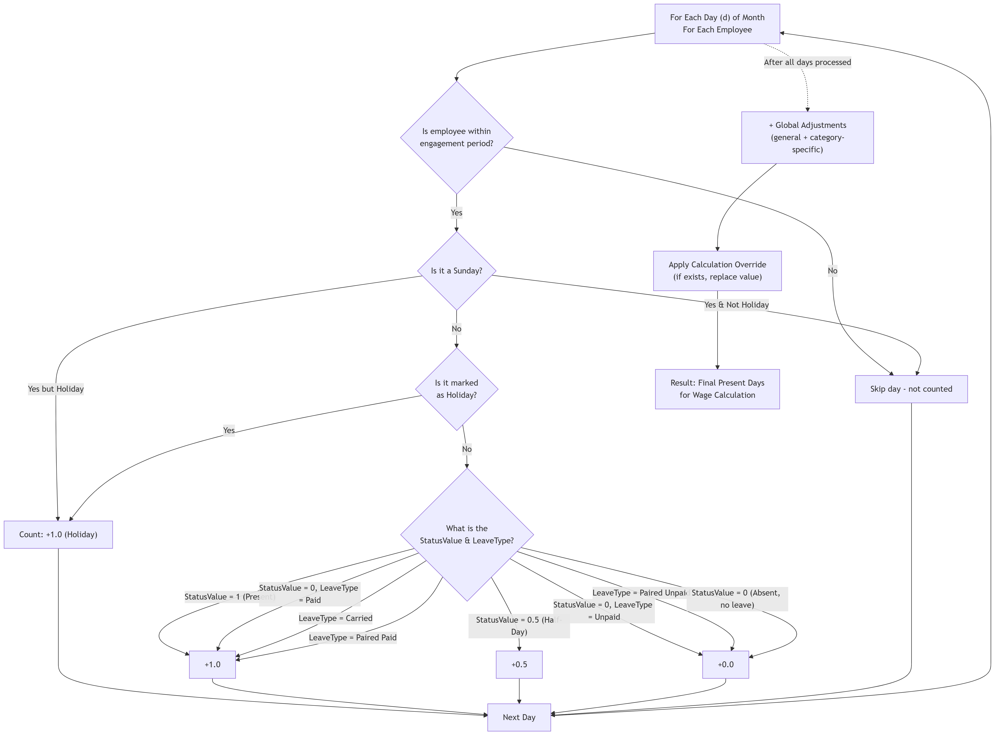 For Each Day (d) of Month
For Each Employee
After all days processed
Is employee within
engagement period?
+ Global Adjustments
(general + category-
specific)
Yes
Is it a Sunday?
Apply Calculation Override
(if exists, replace value)
No
Yes & Not Holiday
No
Yes but Holiday
Is it marked
as Holiday?
Result: Final Present Days
for Wage Calculation
Skip day - not counted
Yes
No
Count: +1.0 (Holiday)
What is the
StatusValue & LeaveType?
StatusValue = 1 (Present)
StatusValue = 0, LeaveType
= Paid
LeaveType = Carried
LeaveType = Paired Paid
StatusValue = 0.5 (Half-
Day)
StatusValue = 0, LeaveType
= Unpaid
LeaveType = Paired Unpaid
StatusValue = 0 (Absent,
no leave)
+1.0
+0.5
+0.0
Next Day